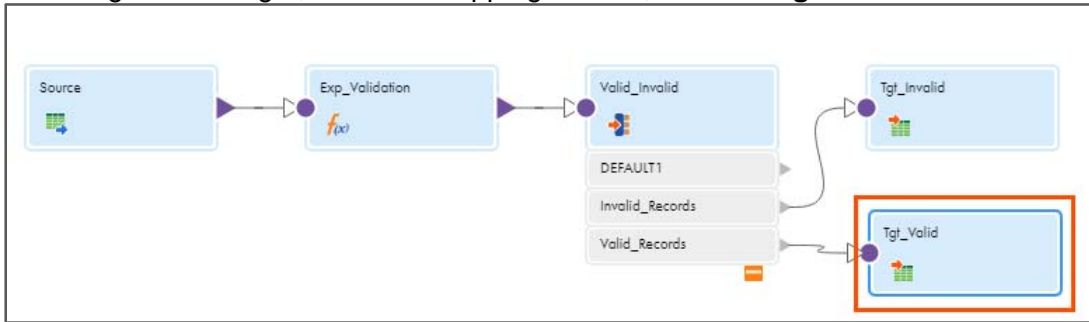 Source
Exp_Validation
Valid_Invalid
Tgt_Invalid
f(x)
DEFAULT1
Invalid_Records
Valid_Records
Tgt_Valid